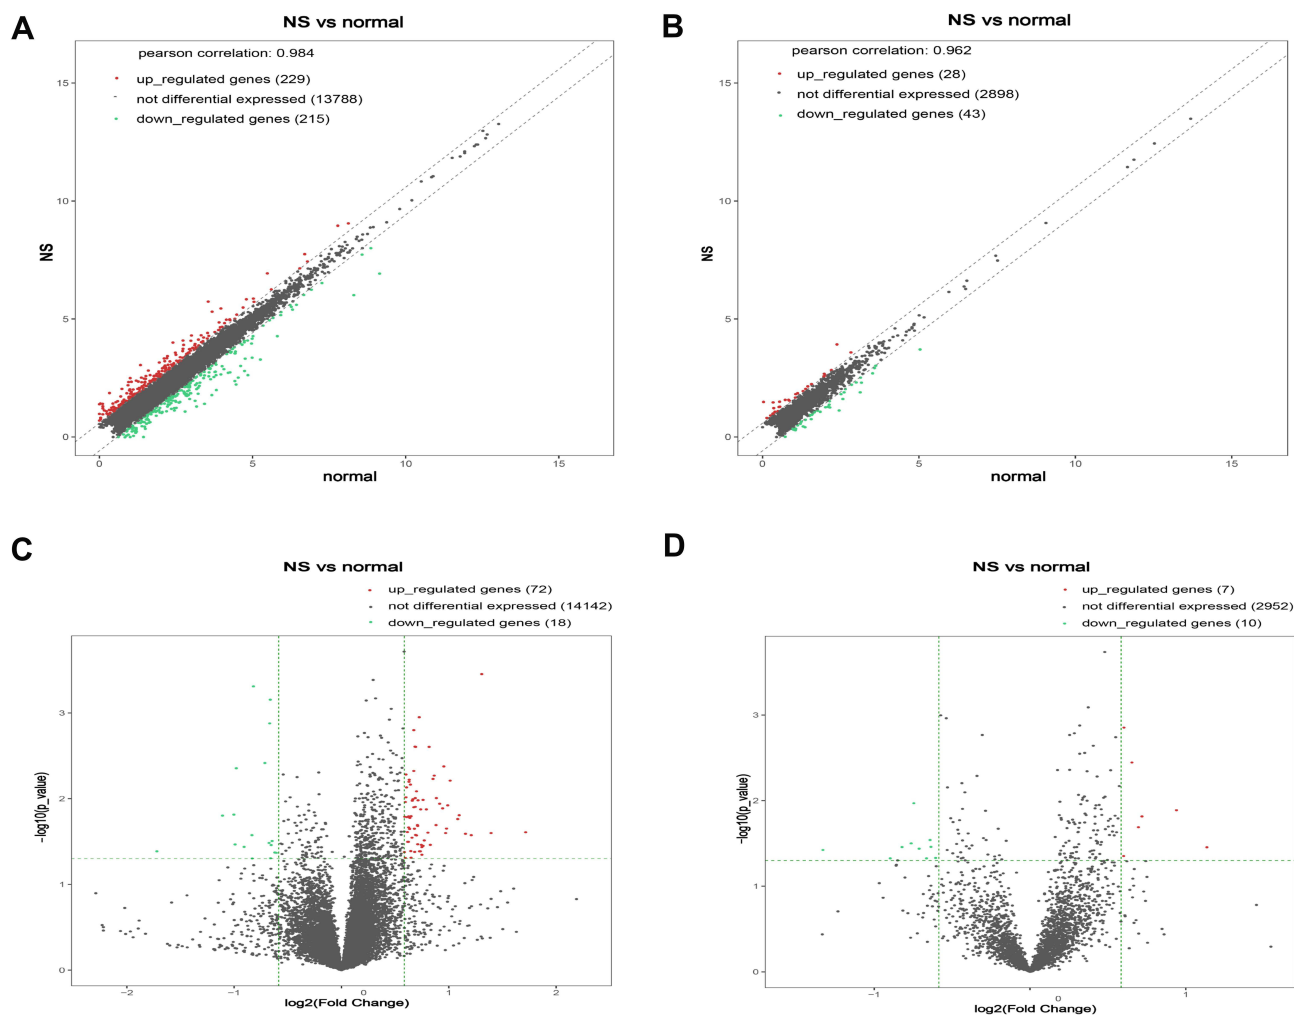 A
NS vs normal
pearson correlation: 0.984
up_regulated genes (229)
not differential expressed (13788)
down_regulated genes (215)
15
10
5
0
NS
0
5
10
15
normal
B
NS vs normal
pearson correlation: 0.962
up_regulated genes (28)
not differential expressed (2898)
down_regulated genes (43)
15
10
5
0
NS
0
5
10
15
normal
C
NS vs normal
up_regulated genes (72)
not differential expressed (14142)
down_regulated genes (18)
3
2
1
0
-log10(p_value)
−2
−1
0
1
2
log2(Fold Change)
D
NS vs normal
up_regulated genes (7)
not differential expressed (2952)
down_regulated genes (10)
3
2
1
0
−log10(p_value)
−1
0
1
log2(Fold Change)